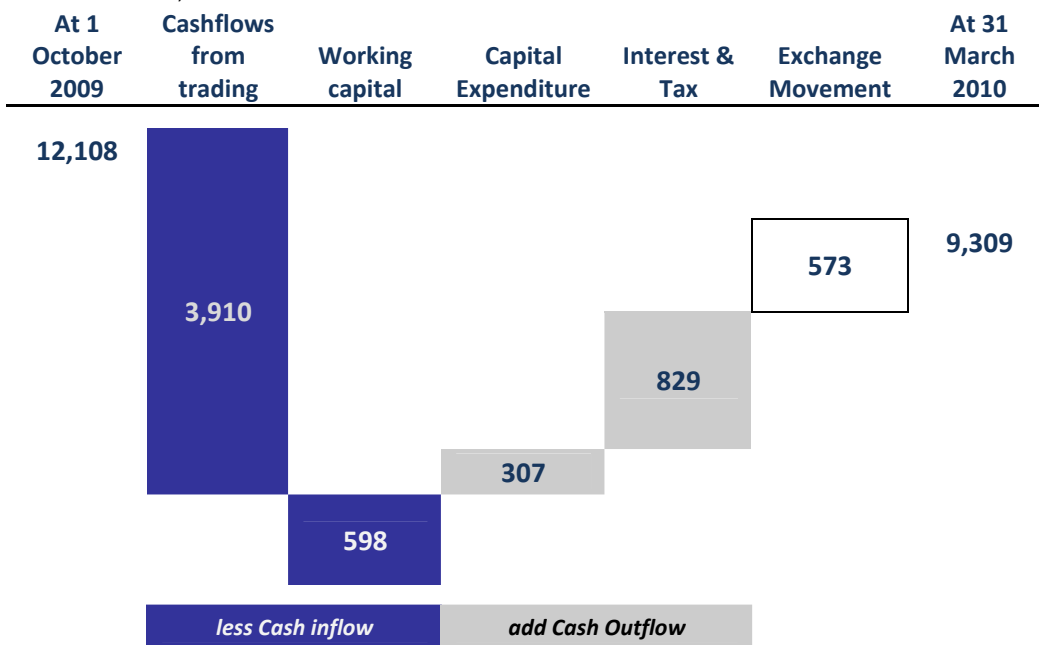 At 1 October 2009
Cashflows from trading
Working capital
Capital Expenditure
Interest & Tax
Exchange Movement
At 31 March 2010
12,108
3,910
598
307
829
573
9,309
less Cash inflow
add Cash Outflow